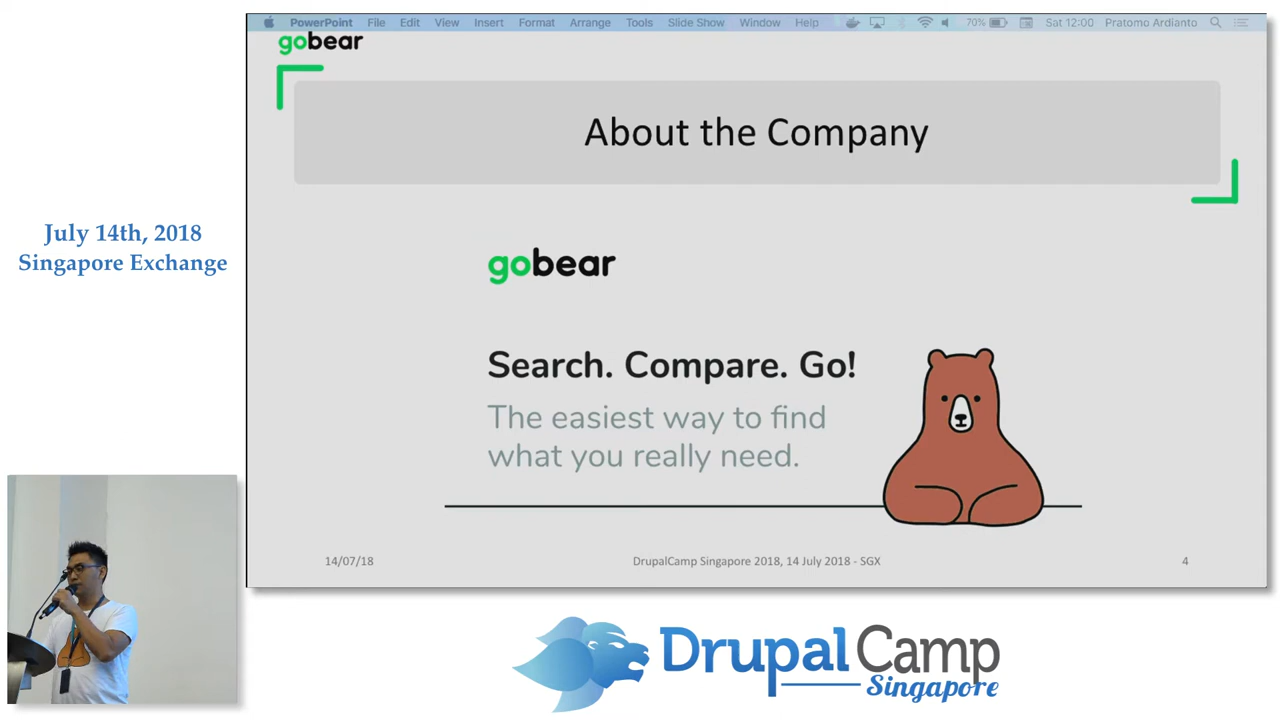 PowerPoint File Edit View Insert Format Arrange Tools Slide Show Window Help 70% Sat 12:00 Pratomo Ardianto
gobear
About the Company
July 14th, 2018
Singapore Exchange
gobear
Search. Compare. Go!
The easiest way to find
what you really need.
14/07/18 DrupalCamp Singapore 2018, 14 July 2018 - SGX 4
DrupalCamp
Singapore